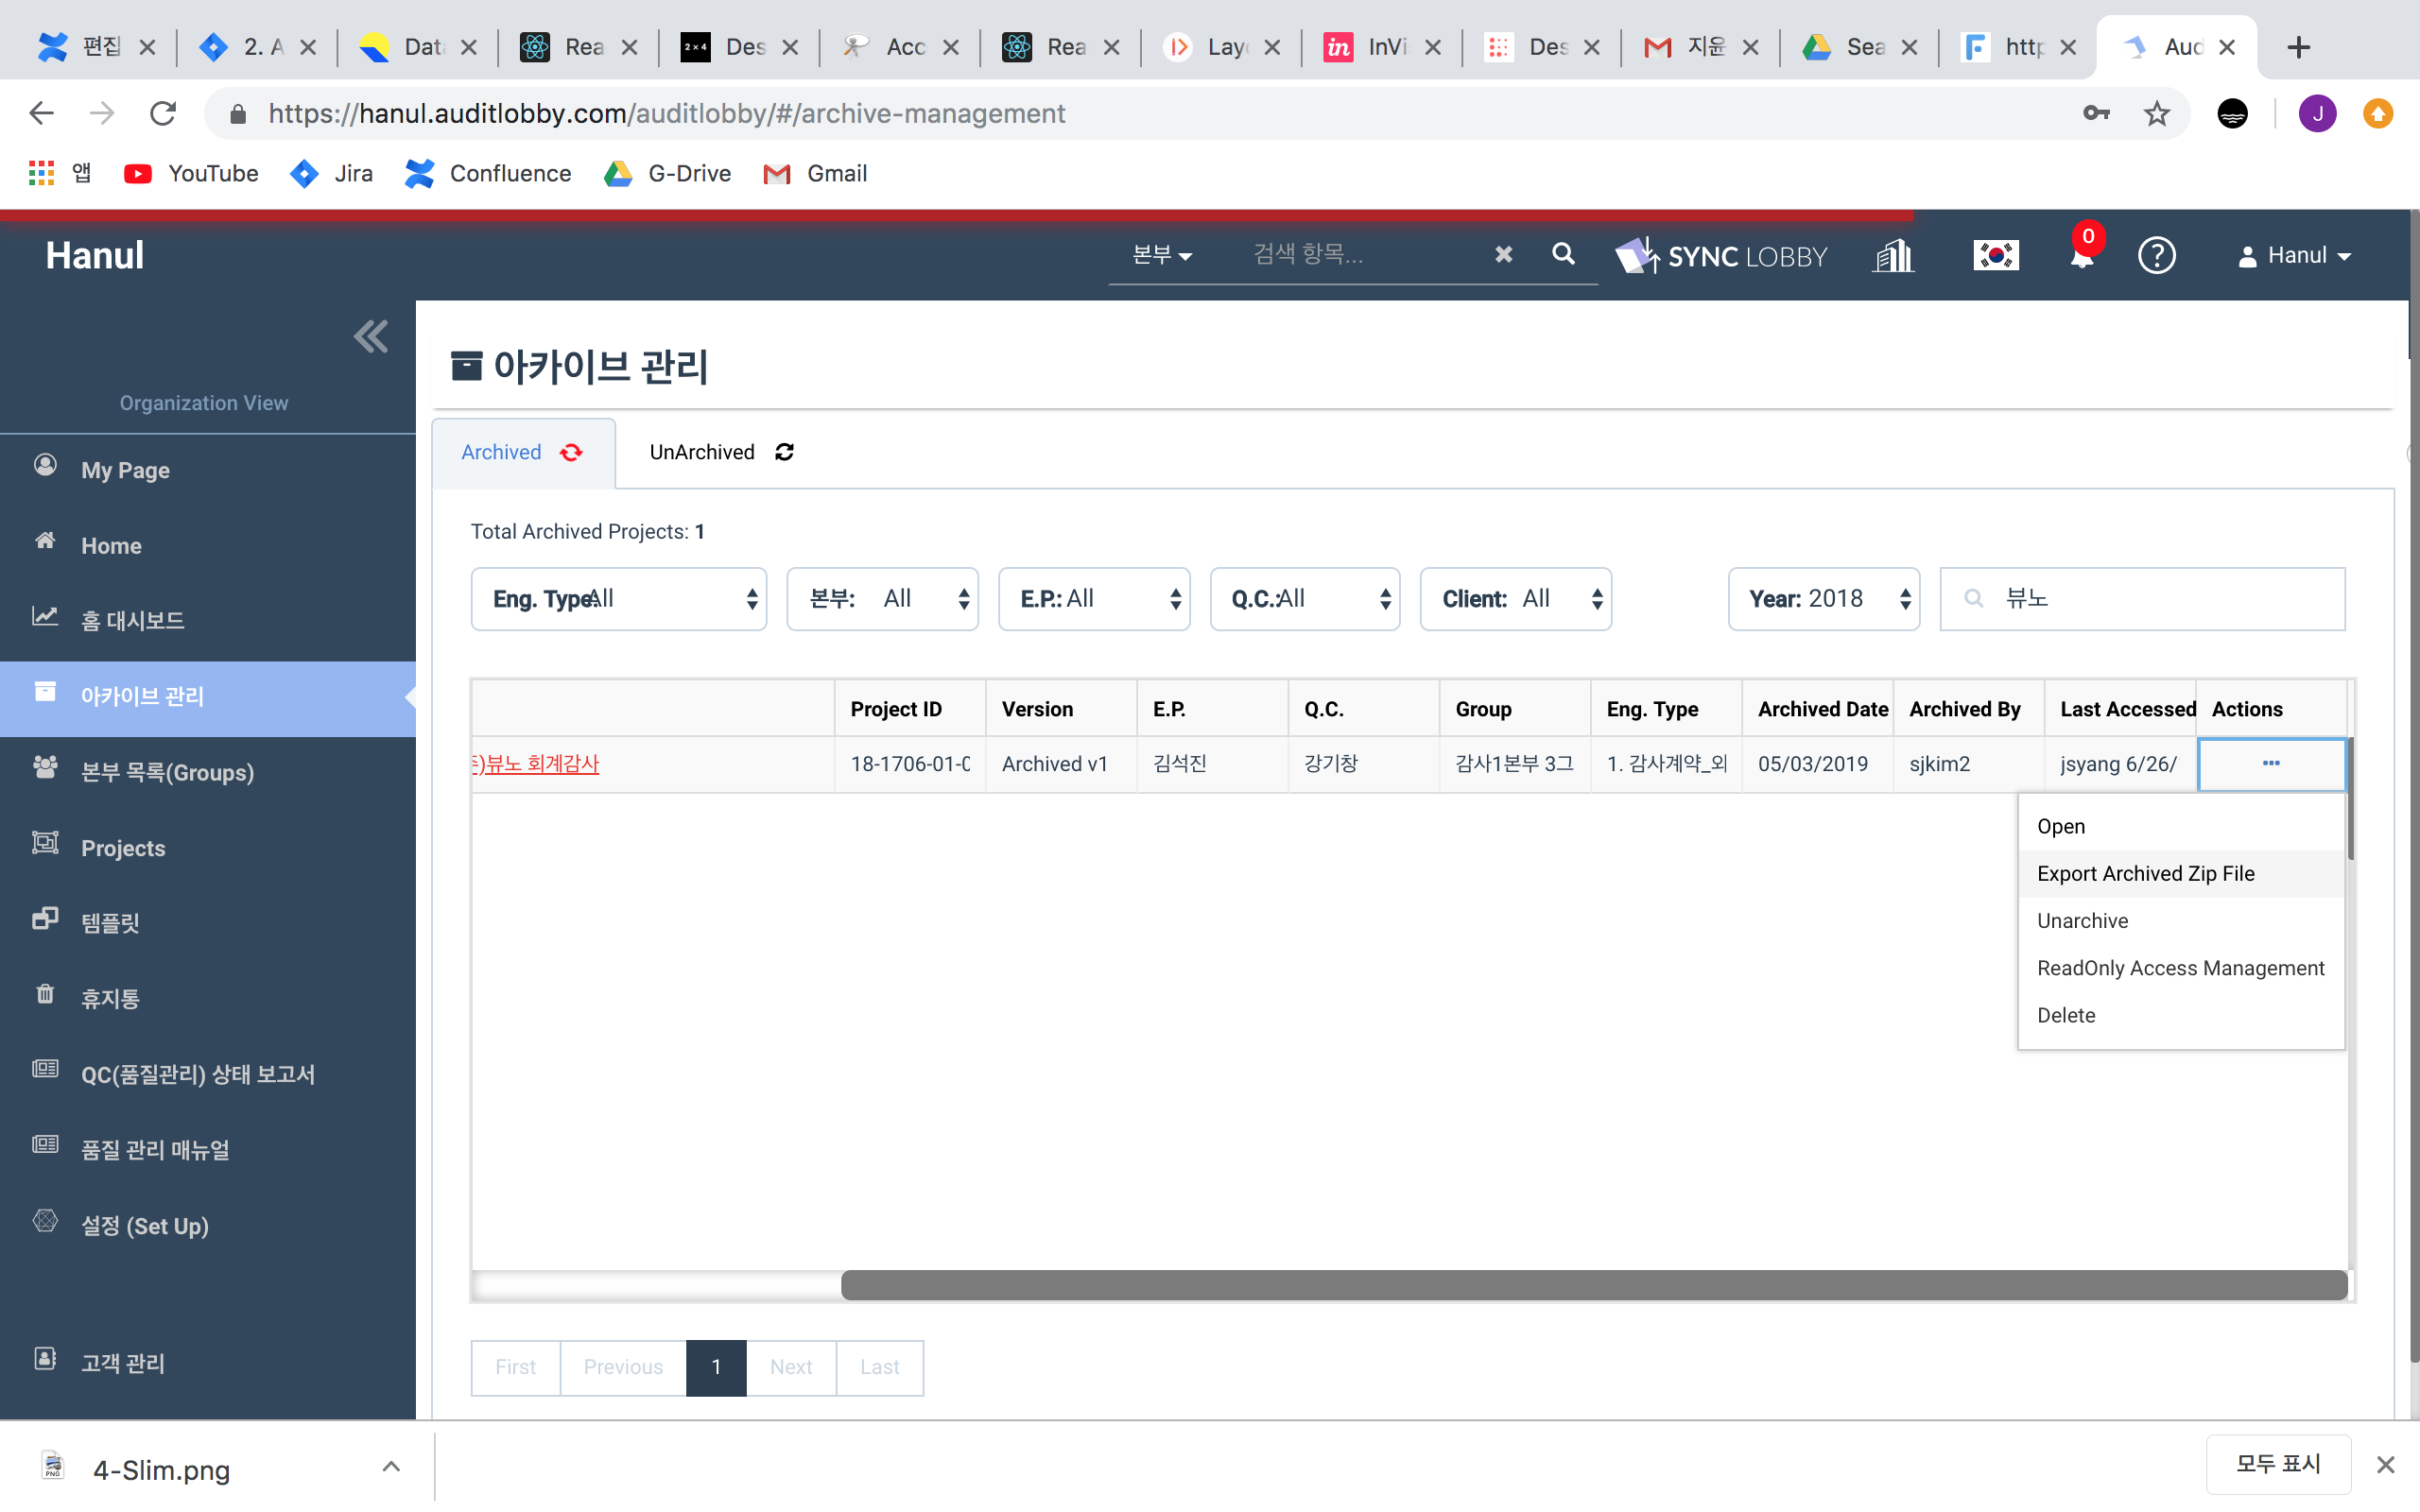 편집
2. A
Data
Rea
Des
Acc
Rea
Lay
InVi
Des
지윤
Sea
http
Aud
https://hanul.auditlobby.com/auditlobby/#/archive-management
J
앱
YouTube
Jira
Confluence
G-Drive
Gmail
Hanul
본부
검색 항목...
SYNC LOBBY
0
Hanul
Organization View
My Page
Home
홈 대시보드
아카이브 관리
본부 목록(Groups)
Projects
템플릿
휴지통
QC(품질관리) 상태 보고서
품질 관리 매뉴얼
설정 (Set Up)
고객 관리
아카이브 관리
Archived
UnArchived
Total Archived Projects: 1
Eng. Type: All
본부: All
E.P.: All
Q.C.: All
Client: All
Year: 2018
뷰노
Project ID Version E.P. Q.C. Group Eng. Type Archived Date Archived By Last Accessed Actions
)뷰노 회계감사 18-1706-01-0 Archived v1 김석진 강기창 감사1본부 3그 1. 감사계약_외 05/03/2019 sjkim2 jsyang 6/26/ ...
Open
Export Archived Zip File
Unarchive
ReadOnly Access Management
Delete
First Previous 1 Next Last
4-Slim.png
모두 표시